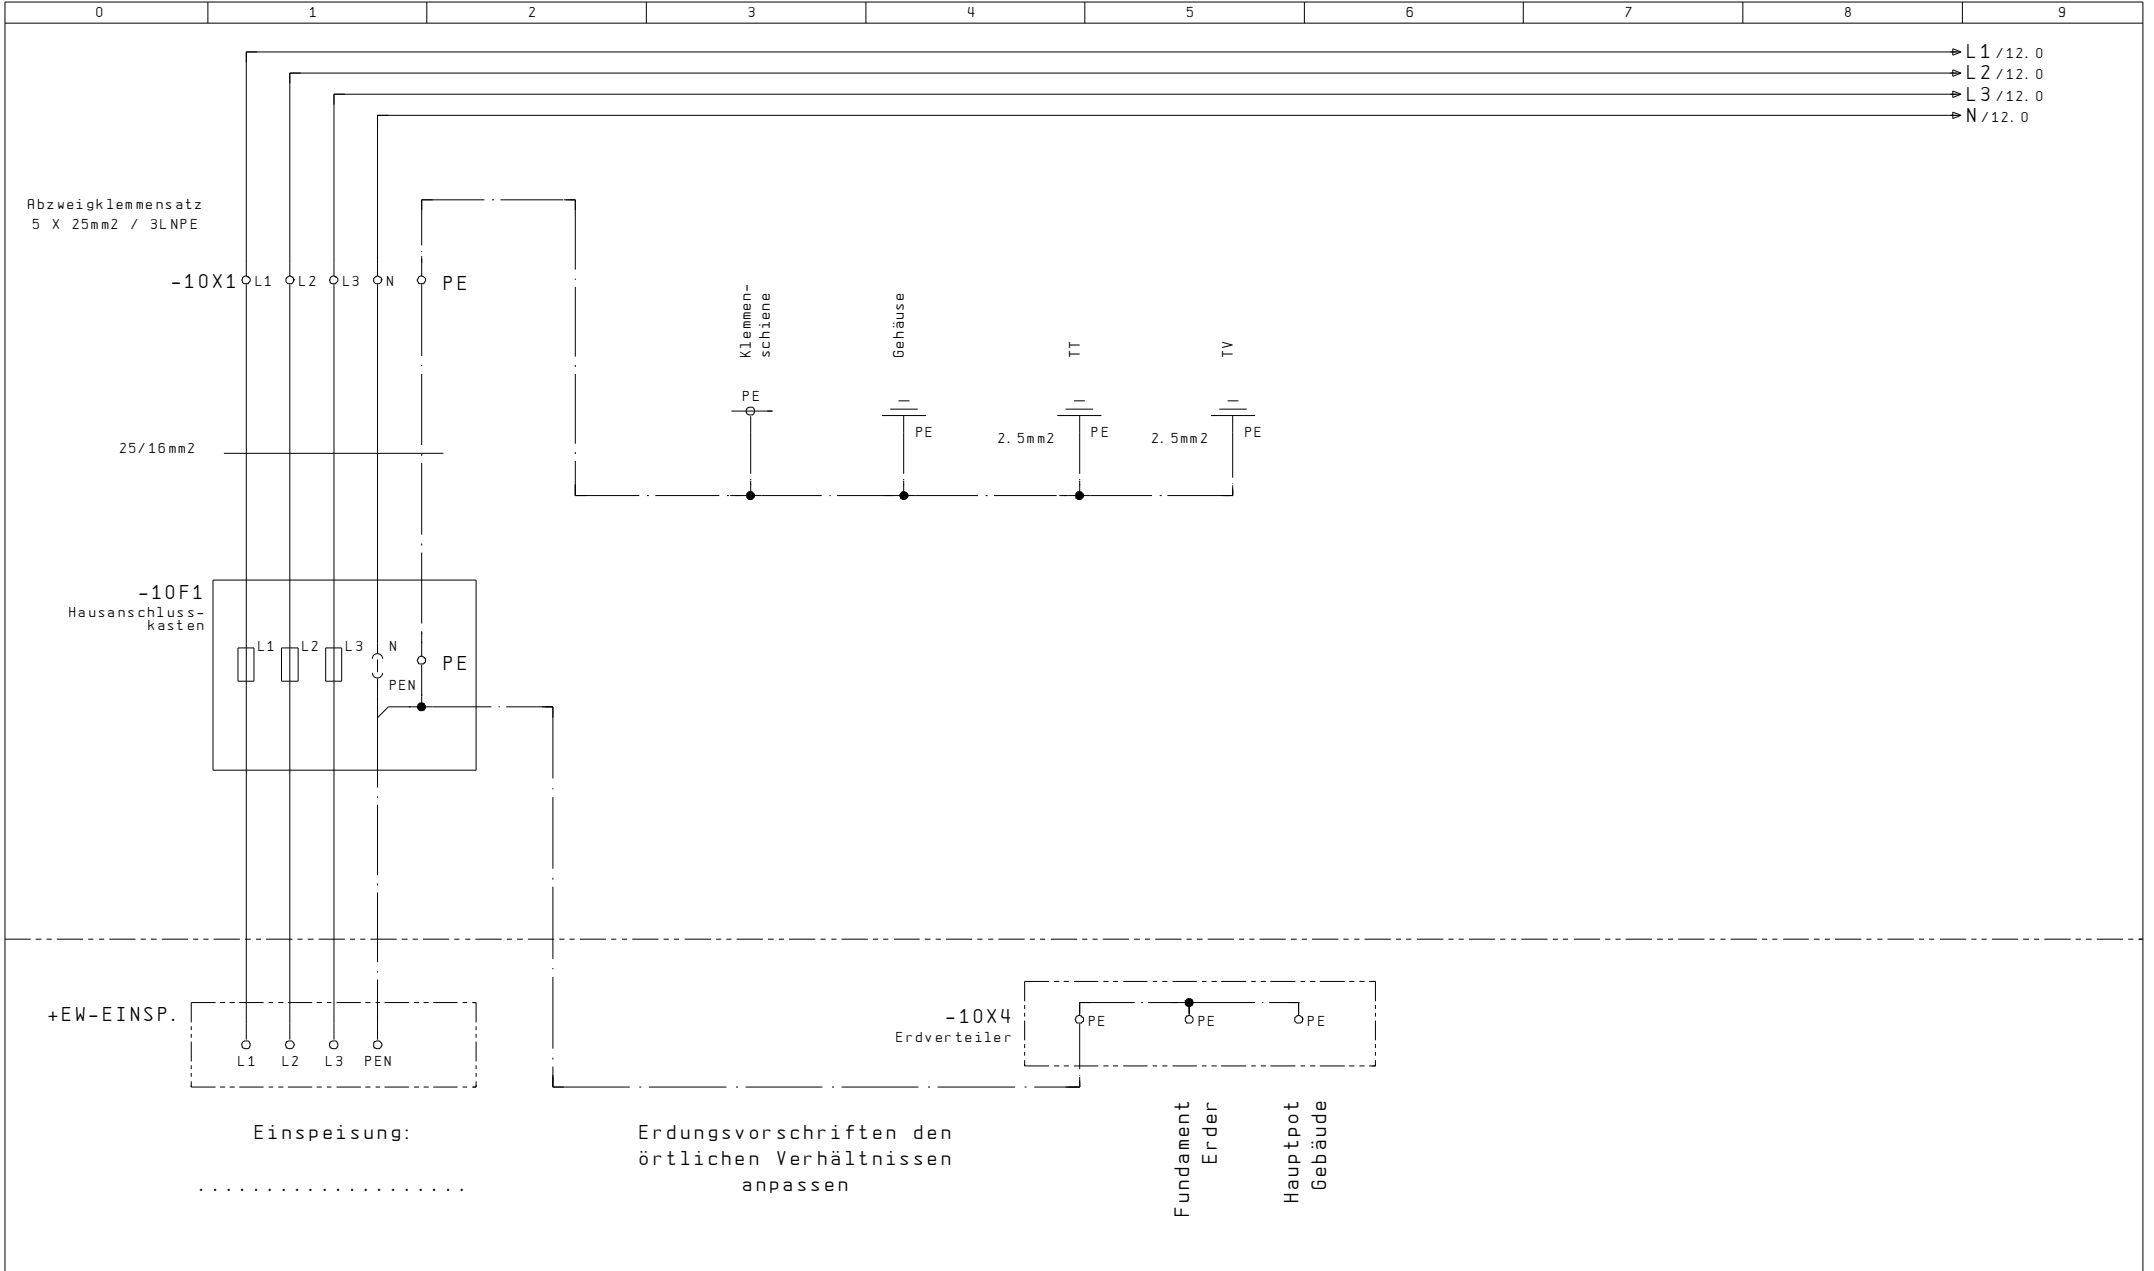 0 1 2 3 4 5 6 7 8 9
L1 /12.0
L2 /12.0
L3 /12.0
N /12.0
Abzweigklemmensatz
5 X 25mm2 / 3LNPE
-10X1 L1 L2 L3 N PE
Klemmen-
schiene
Gehäuse
TT
TV
PE
PE
2.5mm2
PE
2.5mm2
PE
25/16mm2
-10F1
Hausanschluss-
kasten
L1 L2 L3 N
PE
PEN
+EW-EINSP.
L1 L2 L3 PEN
-10X4
Erdverteiler
PE PE PE
Einspeisung:
....................
Erdungsvorschriften den
örtlichen Verhältnissen
anpassen
Fundament
Erder
Hauptpot
Gebäude